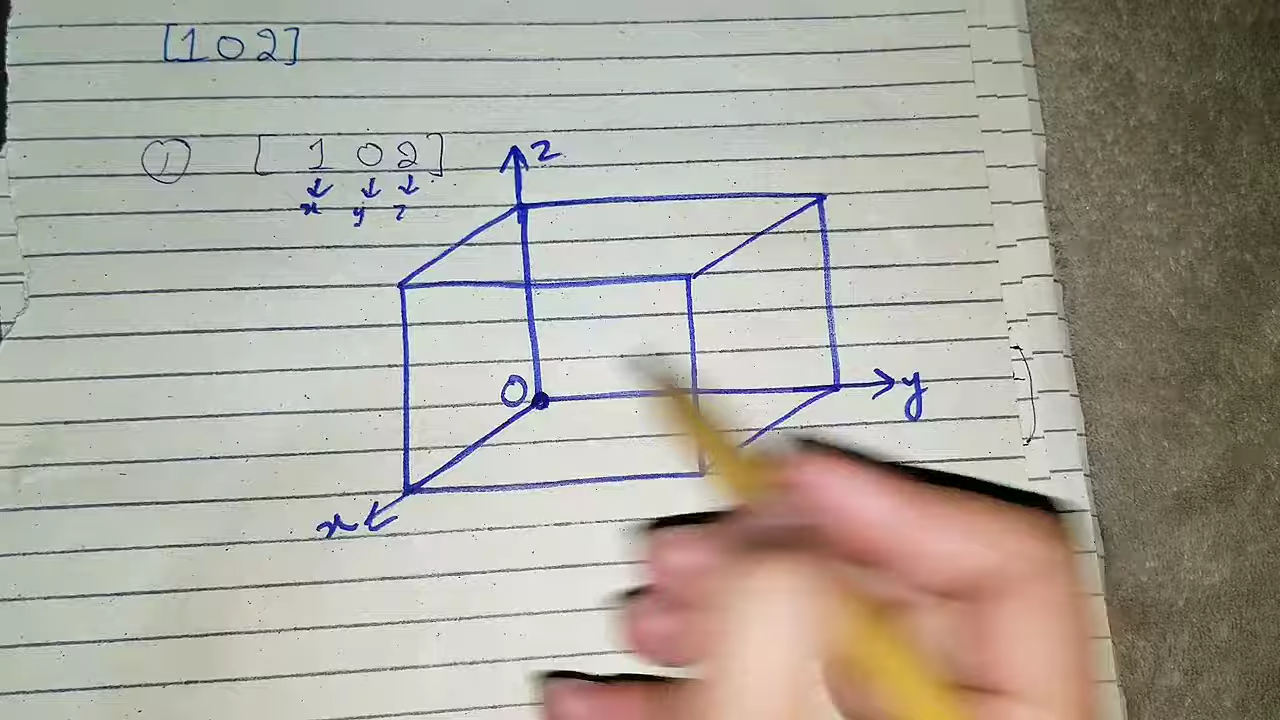 [1 0 2]
① [ 1 0 2 ]
↓ ↓ ↓
x y z
z
O
y
x